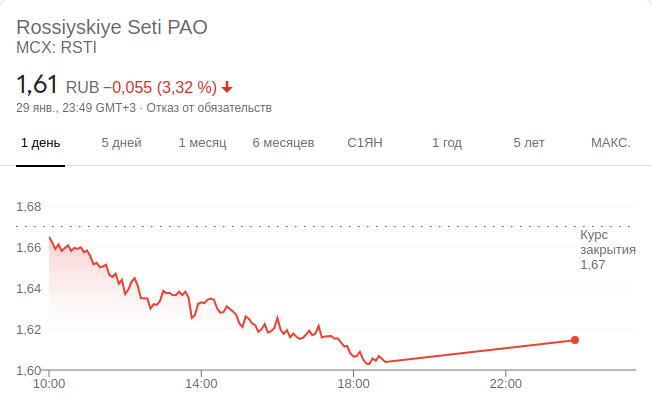 Rossiyskiye Seti PAO
MCX: RSTI
1,61 RUB −0,055 (3,32 %)
29 янв., 23:49 GMT+3 · Отказ от обязательств
1 день 5 дней 1 месяц 6 месяцев С1ЯН 1 год 5 лет МАКС.
1,68
Курс
закрытия
1,67
1,66
1,64
1,62
1,60
10:00 14:00 18:00 22:00